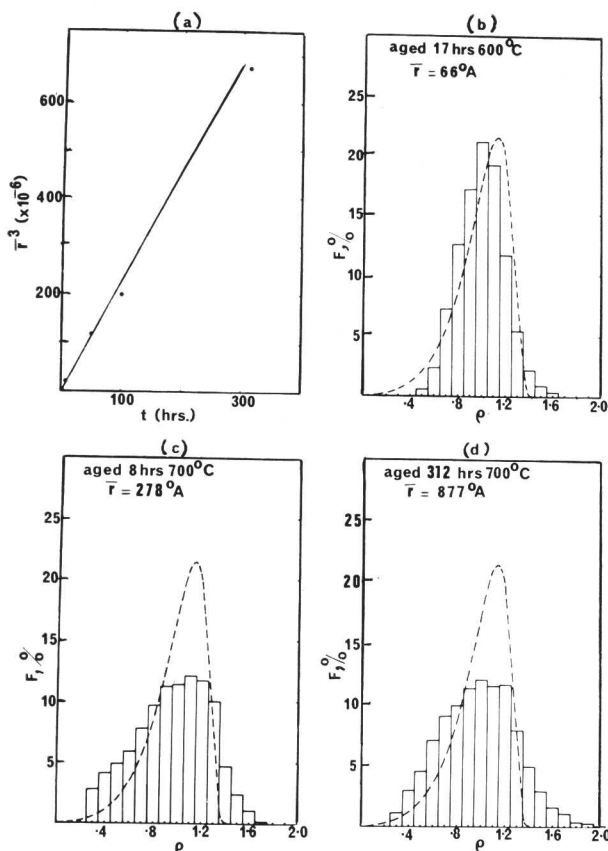 (a)
600
400
200
r̅³ (x10⁻⁶)
100
300
t (hrs.)
(b)
aged 17 hrs 600°C
r̅ = 66°A
25
20
15
10
5
F, %
.4
.8
1.2
1.6
2.0
ρ
(c)
aged 8 hrs 700°C
r̅ = 278°A
25
20
15
10
5
F, %
.4
.8
1.2
1.6
2.0
ρ
(d)
aged 312 hrs 700°C
r̅ = 877°A
25
20
15
10
5
F, %
.4
.8
1.2
1.6
2.0
ρ